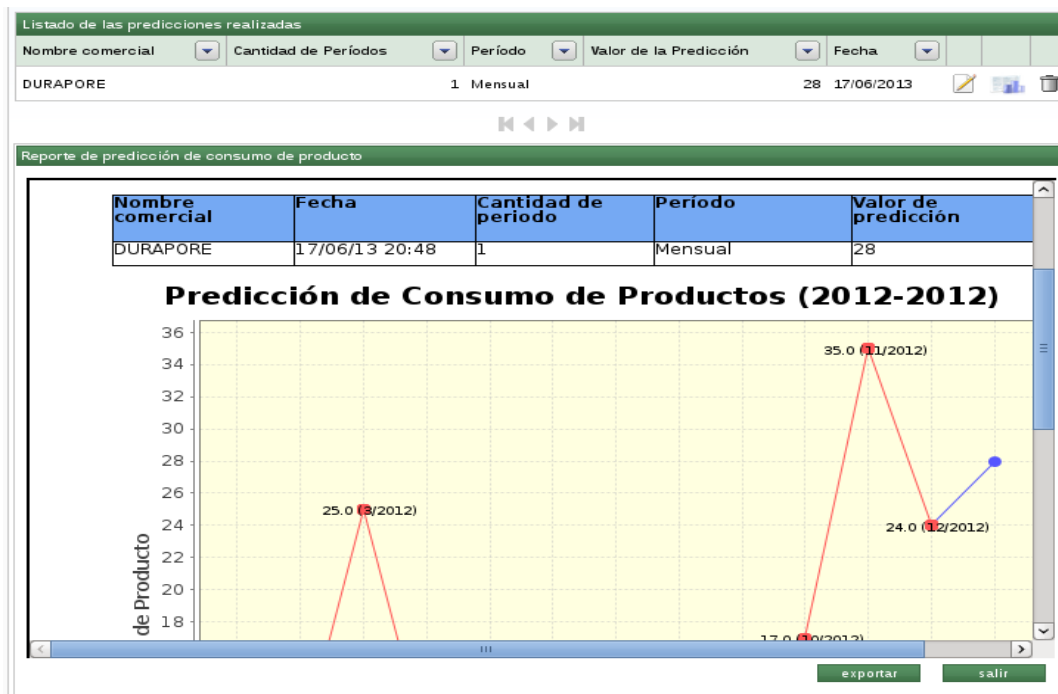 Listado de las predicciones realizadas
Nombre comercial Cantidad de Períodos Período Valor de la Predicción Fecha
DURAPORE 1 Mensual 28 17/06/2013
Reporte de predicción de consumo de producto
Nombre comercial Fecha Cantidad de periodo Período Valor de predicción
DURAPORE 17/06/13 20:48 1 Mensual 28
Predicción de Consumo de Productos (2012-2012)
36
35.0 (11/2012)
34
32
30
28
26
25.0 (3/2012)
24
24.0 (12/2012)
22
20
18
17.0 (10/2012)
de Producto
exportar salir